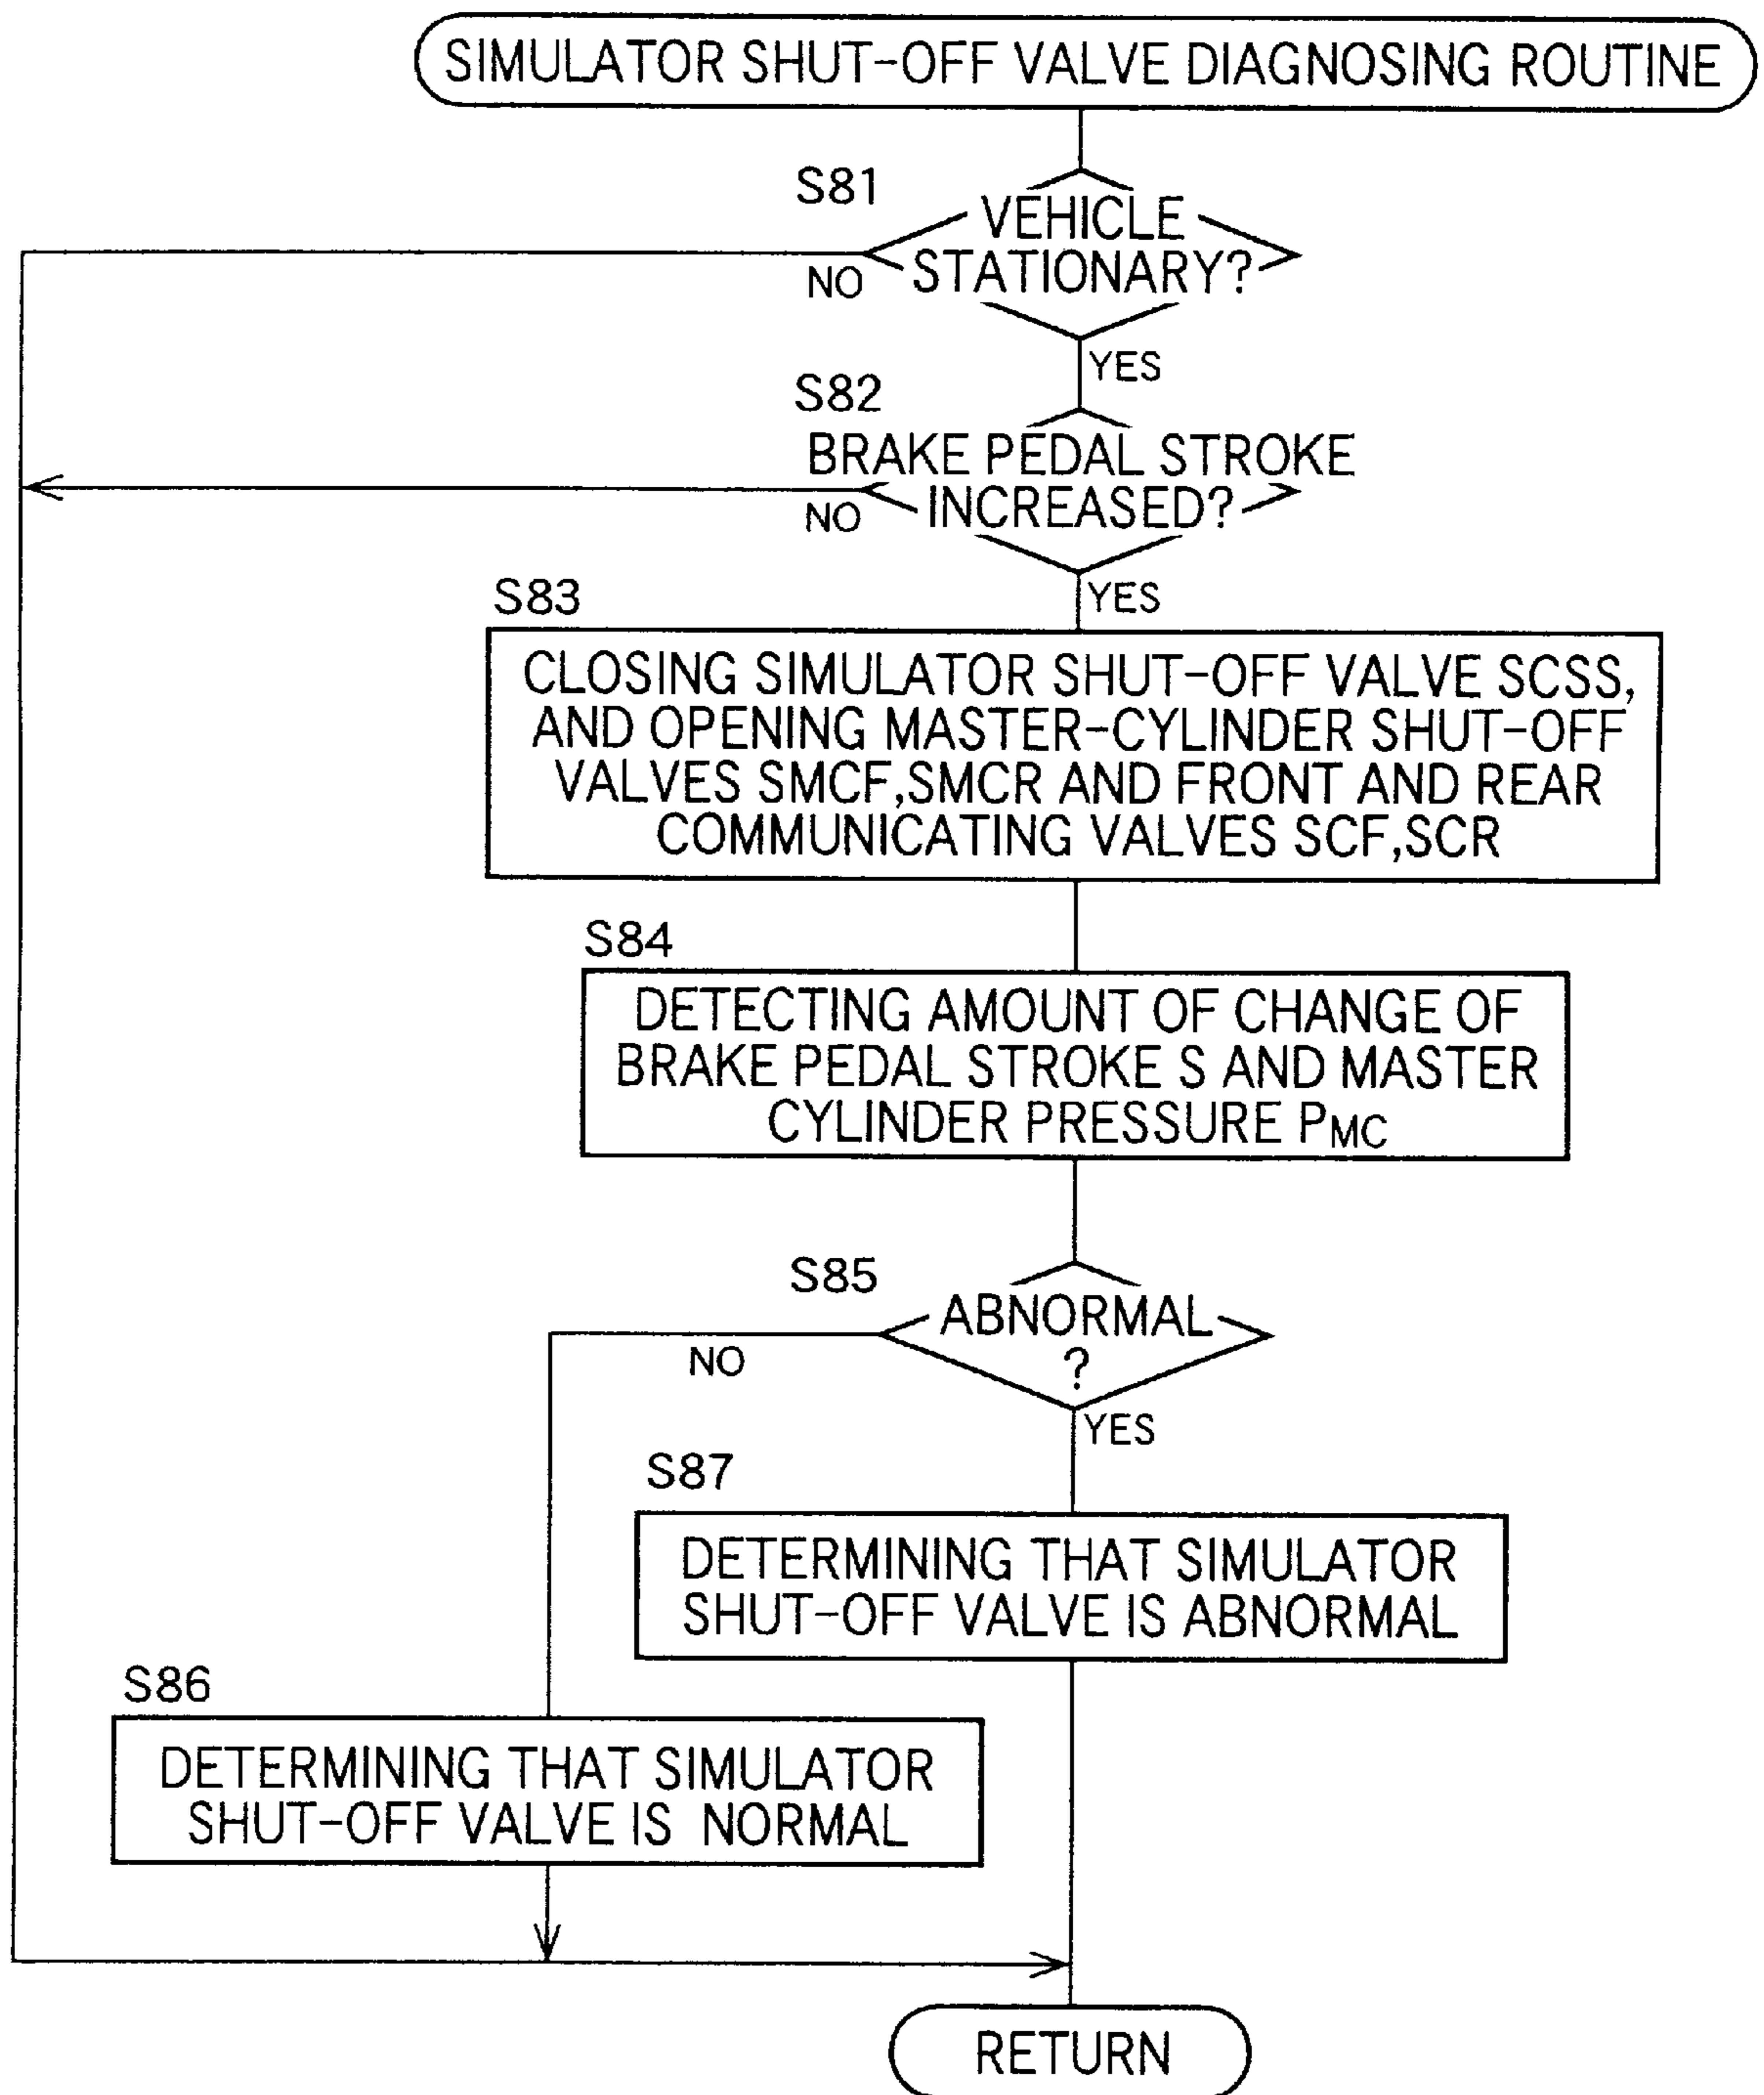 SIMULATOR SHUT-OFF VALVE DIAGNOSING ROUTINE
S81
VEHICLE
STATIONARY?
NO
YES
S82
BRAKE PEDAL STROKE
INCREASED?
NO
YES
S83
CLOSING SIMULATOR SHUT-OFF VALVE SCSS,
AND OPENING MASTER-CYLINDER SHUT-OFF
VALVES SMCF,SMCR AND FRONT AND REAR
COMMUNICATING VALVES SCF,SCR
S84
DETECTING AMOUNT OF CHANGE OF
BRAKE PEDAL STROKE S AND MASTER
CYLINDER PRESSURE PMC
S85
ABNORMAL
?
NO
YES
S87
DETERMINING THAT SIMULATOR
SHUT-OFF VALVE IS ABNORMAL
S86
DETERMINING THAT SIMULATOR
SHUT-OFF VALVE IS NORMAL
RETURN